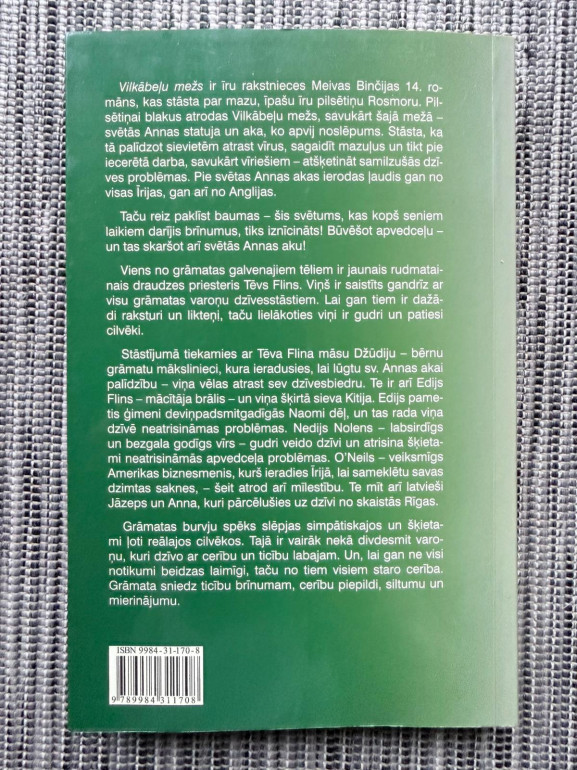 Vilkābeļu mežs ir īru rakstnieces Meivas Binčijas 14. ro-
māns, kas stāsta par mazu, īpašu īru pilsētiņu Rosmoru. Pil-
sētiņai blakus atrodas Vilkābeļu mežs, savukārt šajā mežā –
svētās Annas statuja un aka, ko apvij noslēpums. Stāsta, ka
tā palīdzot sievietēm atrast vīrus, sagaidīt mazuļus un tikt pie
iecerētā darba, savukārt vīriešiem – atšķetināt samilzušās dzī-
ves problēmas. Pie svētās Annas akas ierodas ļaudis gan no
visas Īrijas, gan arī no Anglijas.
Taču reiz paklīst baumas – šis svētums, kas kopš seniem
laikiem darījis brīnumus, tiks iznīcināts! Būvēšot apvedceļu –
un tas skaršot arī svētās Annas aku!
Viens no grāmatas galvenajiem tēliem ir jaunais rudmatai-
nais draudzes priesteris Tēvs Flins. Viņš ir saistīts gandrīz ar
visu grāmatas varoņu dzīvesstāstiem. Lai gan tiem ir dažā-
di raksturi un likteņi, taču lielākoties viņi ir gudri un patiesi
cilvēki.
Stāstījumā tiekamies ar Tēva Flina māsu Džūdiju – bērnu
grāmatu mākslinieci, kura ieradusies, lai lūgtu sv. Annas akai
palīdzību – viņa vēlas atrast sev dzīvesbiedru. Te ir arī Edijs
Flins – mācītāja brālis – un viņa šķirtā sieva Kitija. Edijs pame-
tis ģimeni deviņpadsmitgadīgās Naomi dēļ, un tas rada viņa
dzīvē neatrisināmas problēmas. Nedijs Nolens – labsirdīgs
un bezgala godīgs vīrs – gudri veido dzīvi un atrisina šķieta-
mi neatrisināmās apvedceļa problēmas. O'Neils – veiksmīgs
Amerikas biznesmenis, kurš ieradies Īrijā, lai sameklētu savas
dzimtas saknes, – šeit atrod arī mīlestību. Te mīt arī latvieši
Jāzeps un Anna, kuri pārcēlušies uz dzīvi no skaistās Rīgas.
Grāmatas burvju spēks slēpjas simpātiskajos un šķieta-
mi ļoti reālajos cilvēkos. Tajā ir vairāk nekā divdesmit varo-
ņu, kuri dzīvo ar cerību un ticību labajam. Un, lai gan ne visi
notikumi beidzas laimīgi, taču no tiem visiem staro cerība.
Grāmata sniedz ticību brīnumam, cerību piepildī, siltumu un
mierinājumu.
ISBN 9984-31-170-8
9 789984 311708